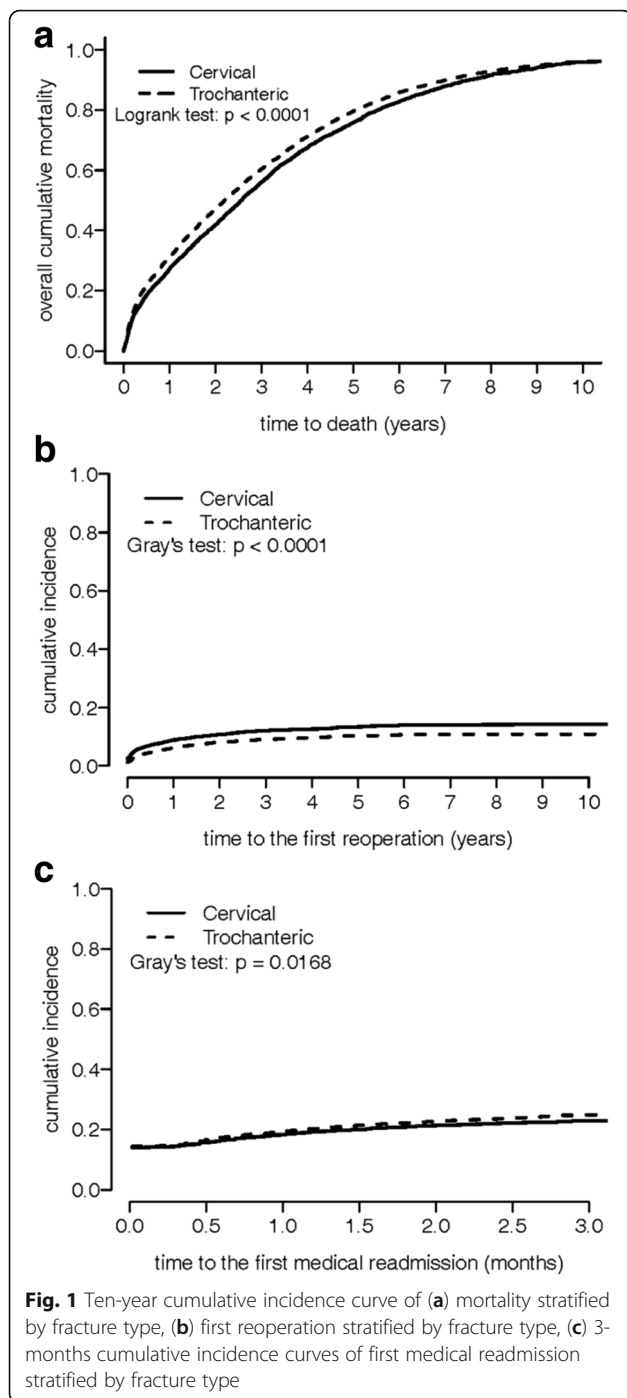 a
1.0
0.8
0.6
0.4
0.2
0.0
overall cumulative mortality
Cervical
Trochanteric
Logrank test: p < 0.0001
0 1 2 3 4 5 6 7 8 9 10
time to death (years)
b
1.0
0.8
0.6
0.4
0.2
0.0
cumulative incidence
Cervical
Trochanteric
Gray's test: p < 0.0001
0 1 2 3 4 5 6 7 8 9 10
time to the first reoperation (years)
c
1.0
0.8
0.6
0.4
0.2
0.0
cumulative incidence
Cervical
Trochanteric
Gray's test: p = 0.0168
0.0 0.5 1.0 1.5 2.0 2.5 3.0
time to the first medical readmission (months)
Fig. 1 Ten-year cumulative incidence curve of (a) mortality stratified
by fracture type, (b) first reoperation stratified by fracture type, (c) 3-
months cumulative incidence curves of first medical readmission
stratified by fracture type